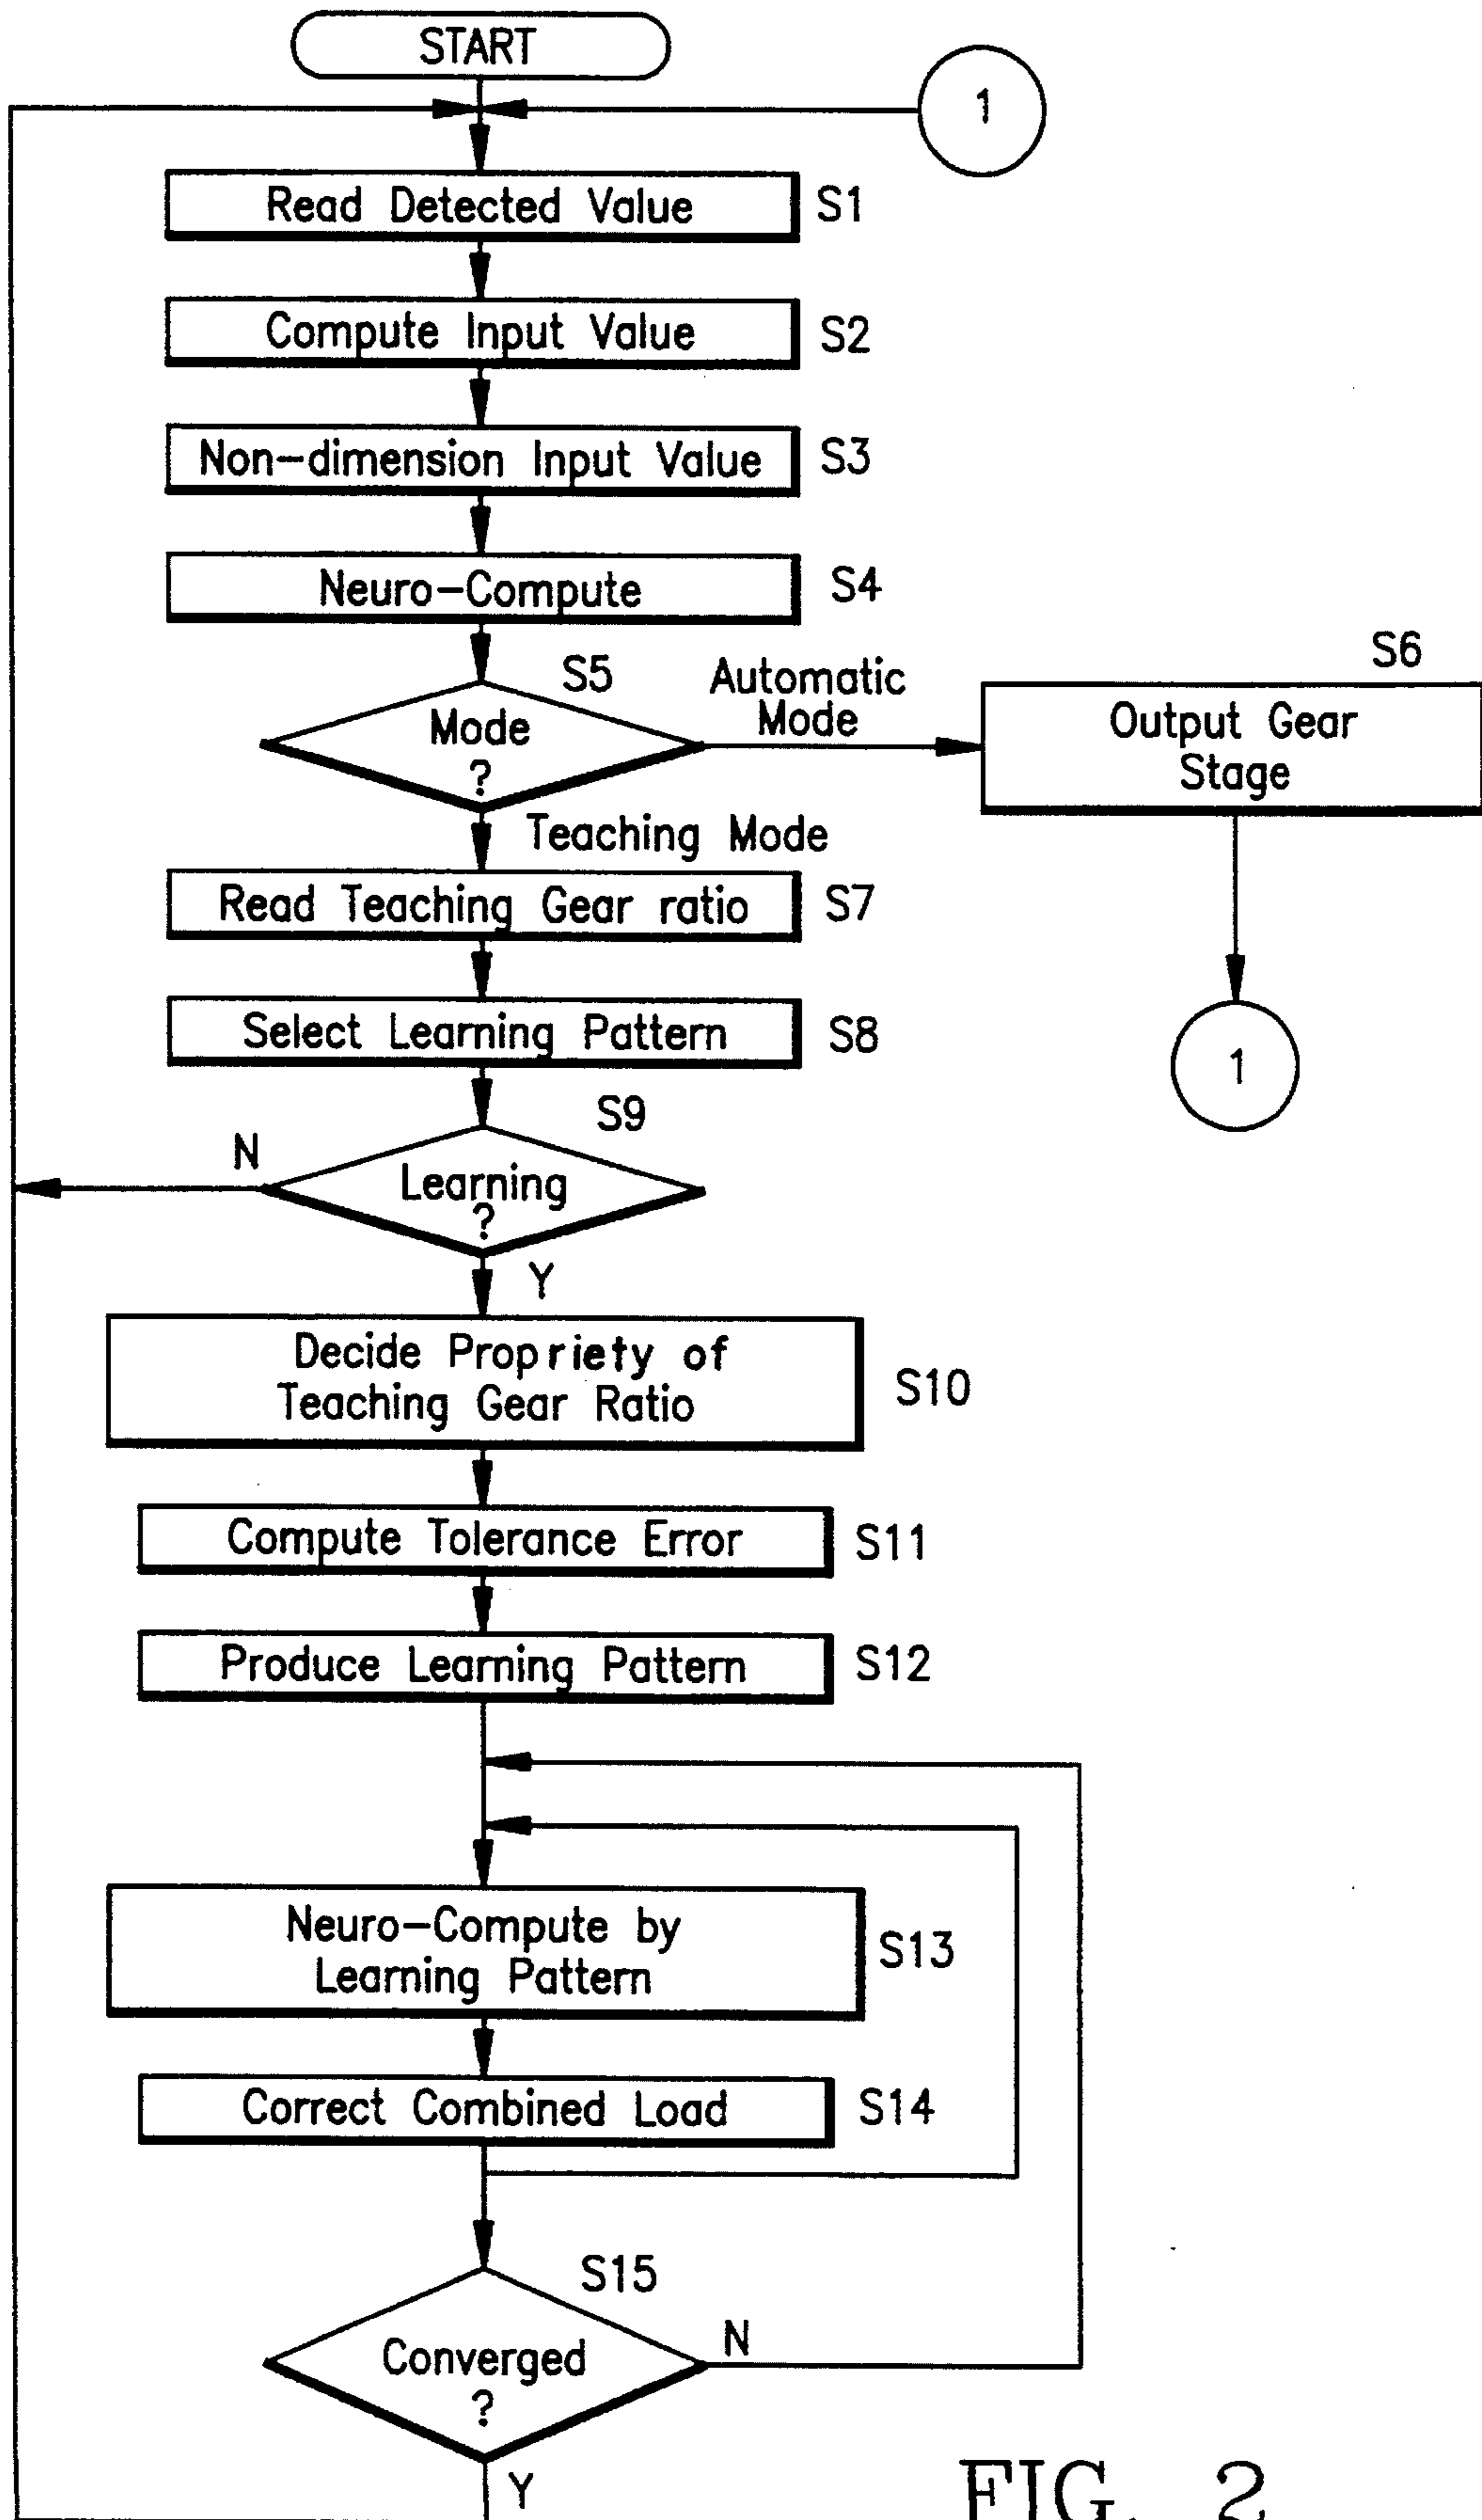 START
1
Read Detected Value S1
Compute Input Value S2
Non-dimension Input Value S3
Neuro-Compute S4
S5
Mode
?
Automatic
Mode
S6
Output Gear
Stage
Teaching Mode
Read Teaching Gear ratio S7
Select Learning Pattern S8
1
S9
N
Learning
?
Y
Decide Propriety of
Teaching Gear Ratio
S10
Compute Tolerance Error S11
Produce Learning Pattern S12
Neuro-Compute by
Learning Pattern
S13
Correct Combined Load S14
S15
Converged
?
N
Y
FIG. 2